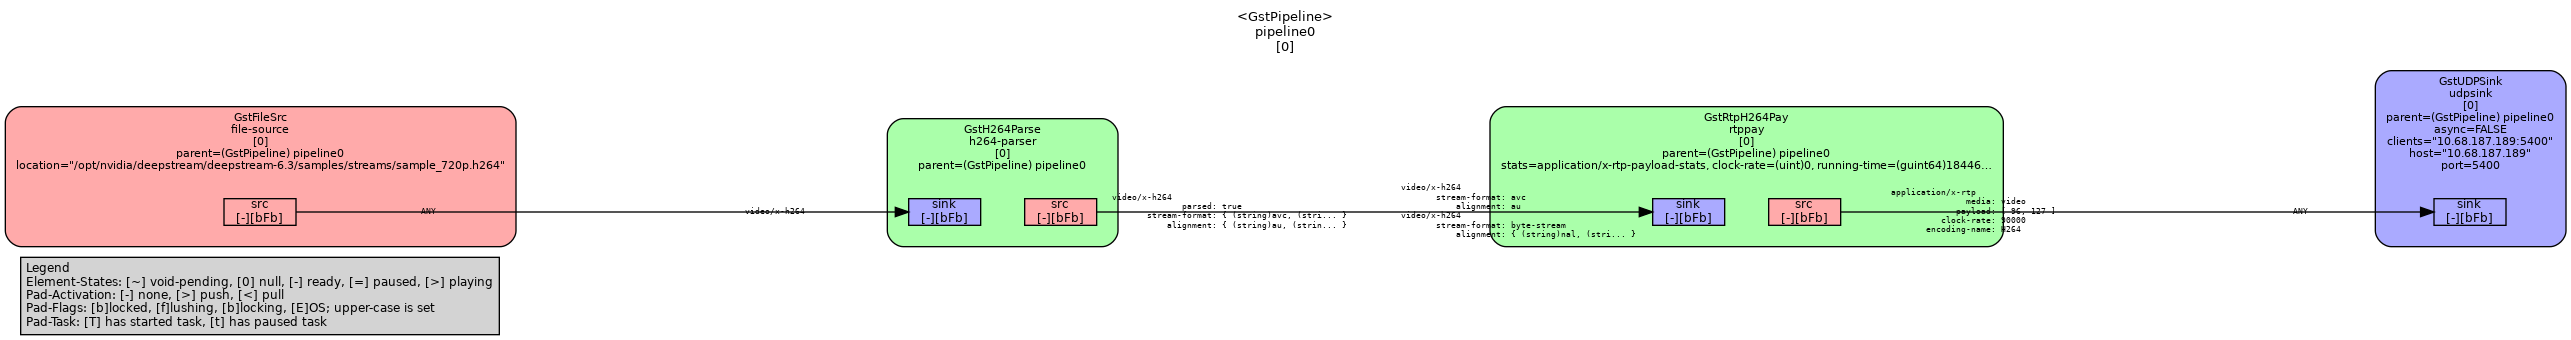 <GstPipeline>
pipeline0
[0]
GstFileSrc
file-source
[0]
parent=(GstPipeline) pipeline0
location="/opt/nvidia/deepstream/deepstream-6.3/samples/streams/sample_720p.h264"
src
[-][bFb]
ANY
video/x-h264
GstH264Parse
h264-parser
[0]
parent=(GstPipeline) pipeline0
sink
[-][bFb]
src
[-][bFb]
video/x-h264
parsed: true
stream-format: { (string)avc, (stri... }
alignment: { (string)au, (strin... }
video/x-h264
stream-format: avc
alignment: au
video/x-h264
stream-format: byte-stream
alignment: { (string)nal, (stri... }
GstRtpH264Pay
rtppay
[0]
parent=(GstPipeline) pipeline0
stats=application/x-rtp-payload-stats, clock-rate=(uint)0, running-time=(guint64)18446...
sink
[-][bFb]
src
[-][bFb]
application/x-rtp
media: video
payload: [ 96, 127 ]
clock-rate: 90000
encoding-name: H264
ANY
GstUDPSink
udpsink
[0]
parent=(GstPipeline) pipeline0
async=FALSE
clients="10.68.187.189:5400"
host="10.68.187.189"
port=5400
sink
[-][bFb]
Legend
Element-States: [~] void-pending, [0] null, [-] ready, [=] paused, [>] playing
Pad-Activation: [-] none, [>] push, [<] pull
Pad-Flags: [b]locked, [f]lushing, [b]locking, [E]OS; upper-case is set
Pad-Task: [T] has started task, [t] has paused task